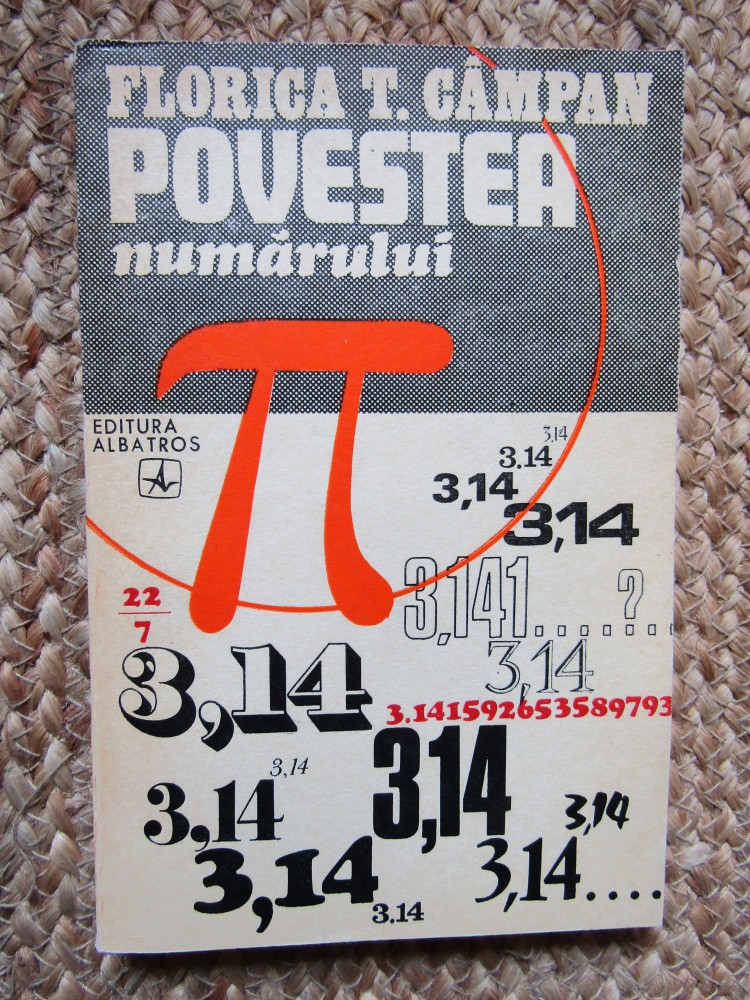 FLORICA T. CÂMPAN
POVESTEA
numărului
π
EDITURA
ALBATROS
3,14
3.14
3,14
3,14
3,141....?..
22
7
3,14
3,14
3.141592653589793
3,14
3,14
3,14
3,14
3,14
3,14....
3.14